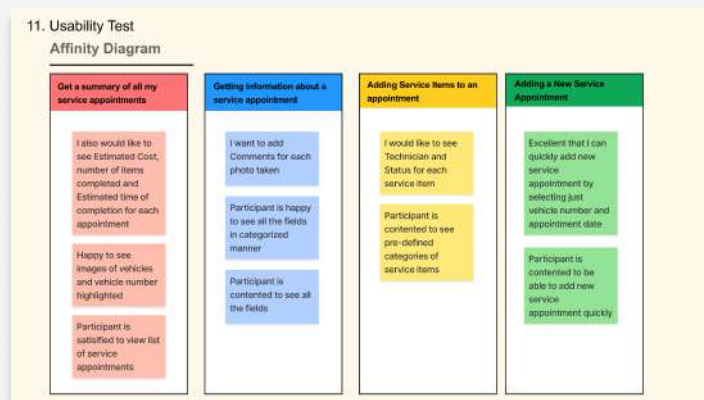 11. Usability Test
Affinity Diagram
Get a summary of all my
service appointments
I also would like to
see Estimated Cost,
number of items
completed and
Estimated time of
completion for each
appointment
Happy to see
images of vehicles
and vehicle number
highlighted
Participant is
satisified to view list
of service
appointments
Getting information about a
service appointment
I want to add
Comments for each
photo taken
Participant is happy
to see all the fields
in categorized
manner
Participant is
contented to see all
the fields
Adding Service Items to an
appointment
I would like to see
Technician and
Status for each
service item
Participant is
contented to see
pre-defined
categories of
service items
Adding a New Service
Appointment
Excellent that I can
quickly add new
service
appointment by
selecting just
vehicle number and
appointment date
Participant is
contented to be
able to add new
service
appointment quickly